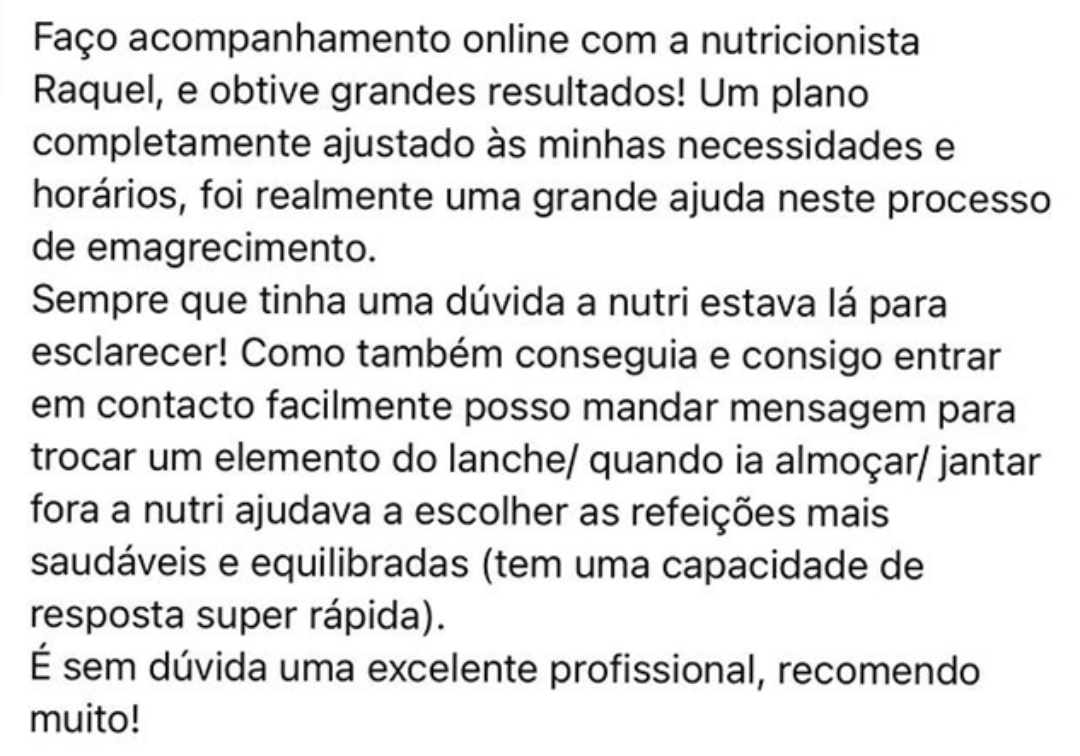 Faço acompanhamento online com a nutricionista
Raquel, e obtive grandes resultados! Um plano
completamente ajustado às minhas necessidades e
horários, foi realmente uma grande ajuda neste processo
de emagrecimento.
Sempre que tinha uma dúvida a nutri estava lá para
esclarecer! Como também conseguia e consigo entrar
em contacto facilmente posso mandar mensagem para
trocar um elemento do lanche/ quando ia almoçar/ jantar
fora a nutri ajudava a escolher as refeições mais
saudáveis e equilibradas (tem uma capacidade de
resposta super rápida).
É sem dúvida uma excelente profissional, recomendo
muito!